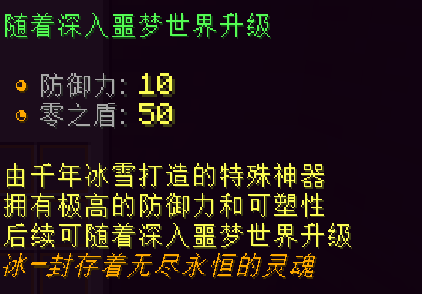 随着深入噩梦世界升级
防御力: 10
零之盾: 50
由千年冰雪打造的特殊神器
拥有极高的防御力和可塑性
后续可随着深入噩梦世界升级
冰—封存着无尽永恒的灵魂